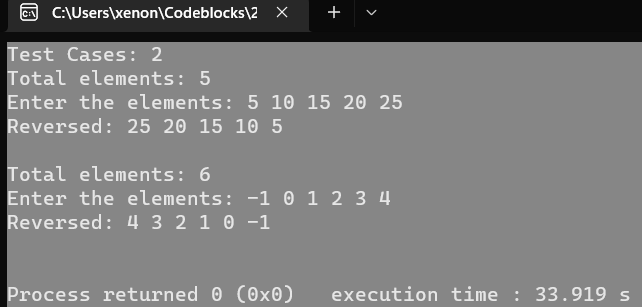 C:\Users\xenon\Codeblocks\2
Test Cases: 2
Total elements: 5
Enter the elements: 5 10 15 20 25
Reversed: 25 20 15 10 5
Total elements: 6
Enter the elements: -1 0 1 2 3 4
Reversed: 4 3 2 1 0 -1
Process returned 0 (0x0)   execution time : 33.919 s